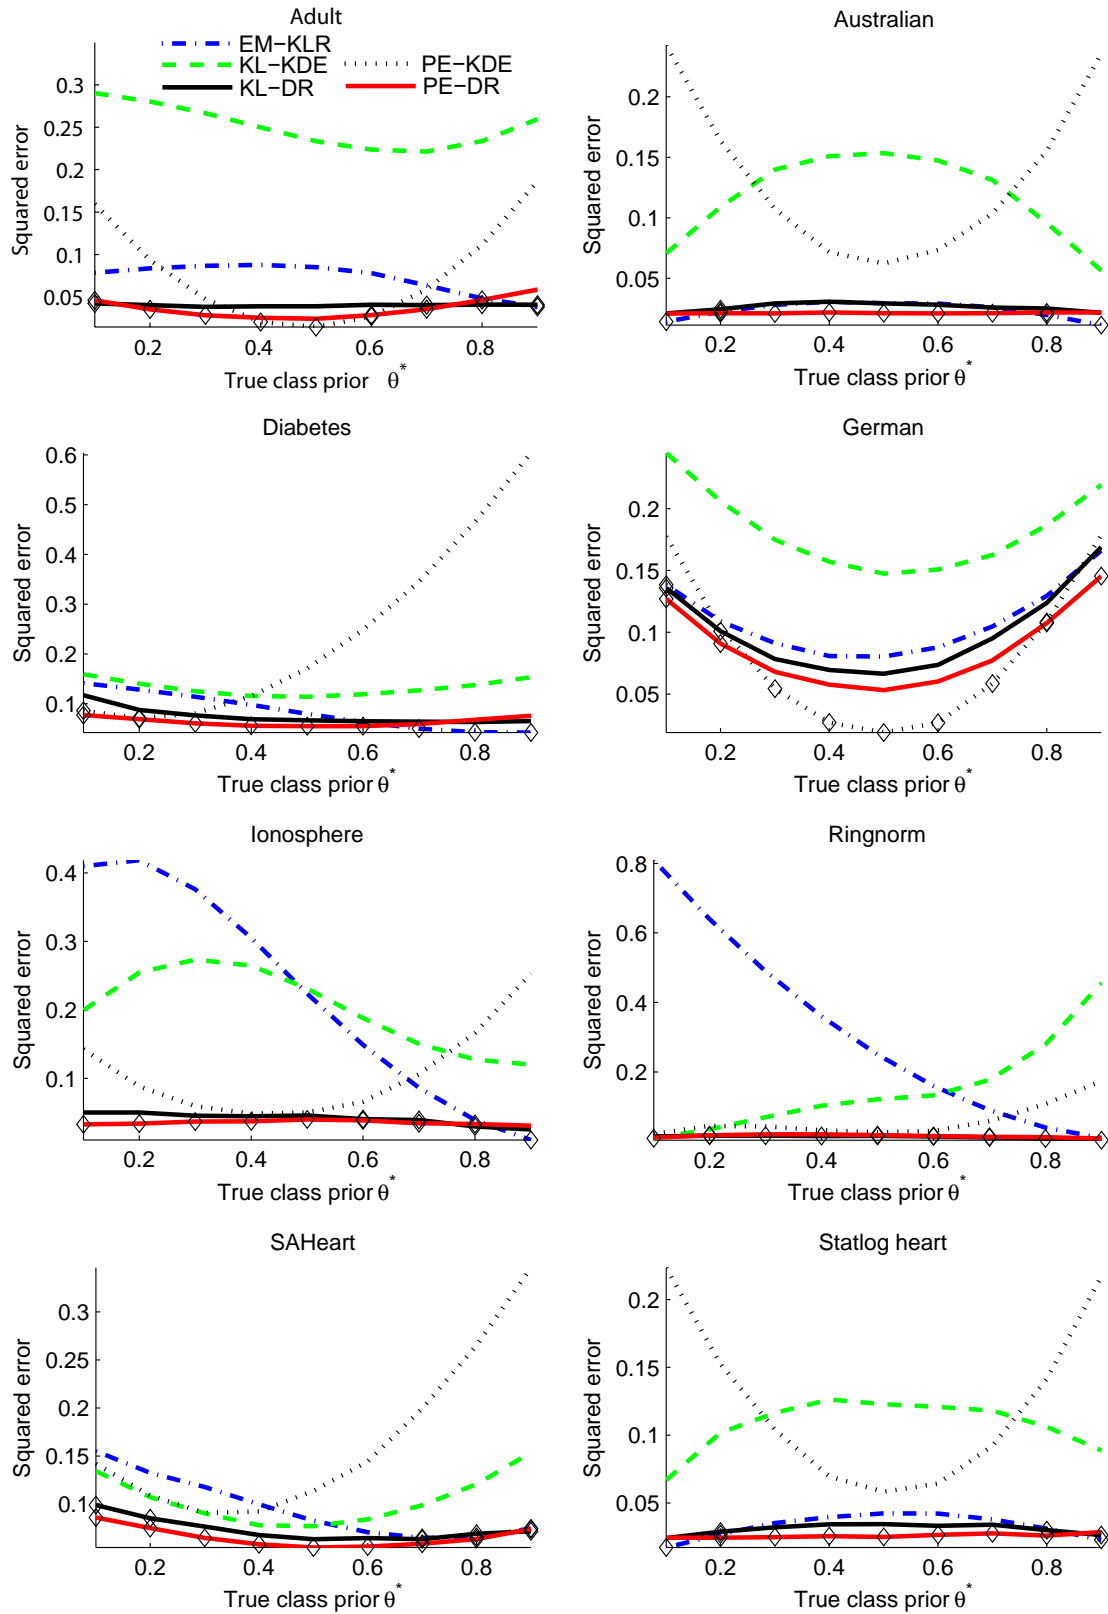 Adult
EM-KLR
KL-KDE
KL-DR
PE-KDE
PE-DR
Squared error
0.3
0.25
0.2
0.15
0.1
0.05
0.2 0.4 0.6 0.8
True class prior θ*
Australian
Squared error
0.2
0.15
0.1
0.05
0.2 0.4 0.6 0.8
True class prior θ*
Diabetes
Squared error
0.6
0.5
0.4
0.3
0.2
0.1
0.2 0.4 0.6 0.8
True class prior θ*
German
Squared error
0.2
0.15
0.1
0.05
0.2 0.4 0.6 0.8
True class prior θ*
Ionosphere
Squared error
0.4
0.3
0.2
0.1
0.2 0.4 0.6 0.8
True class prior θ*
Ringnorm
Squared error
0.8
0.6
0.4
0.2
0.2 0.4 0.6 0.8
True class prior θ*
SAHeart
Squared error
0.3
0.25
0.2
0.15
0.1
0.2 0.4 0.6 0.8
True class prior θ*
Statlog heart
Squared error
0.2
0.15
0.1
0.05
0.2 0.4 0.6 0.8
True class prior θ*